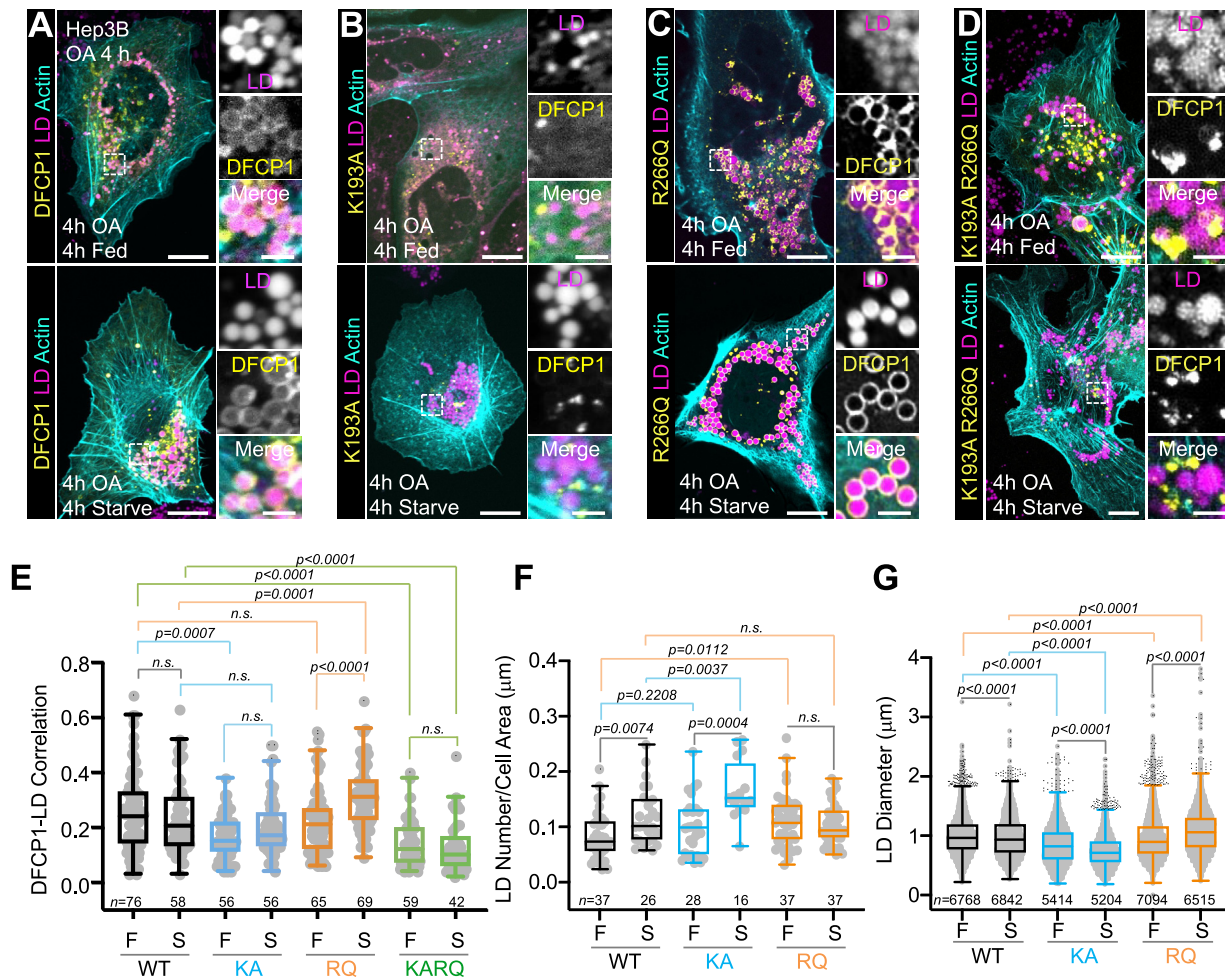 A
DFCP1 LD Actin
Hep3B
OA 4 h
4h OA
4h Fed
LD
DFCP1
Merge
DFCP1 LD Actin
4h OA
4h Starve
B
K193A LD Actin
4h OA
4h Fed
LD
DFCP1
Merge
K193A LD Actin
4h OA
4h Starve
LD
DFCP1
Merge
C
R266Q LD Actin
4h OA
4h Fed
LD
DFCP1
Merge
R266Q LD Actin
4h OA
4h Starve
LD
DFCP1
Merge
D
K193A R266Q LD Actin
4h OA
4h Fed
LD
DFCP1
Merge
K193A R266Q LD Actin
4h OA
4h Starve
LD
DFCP1
Merge
LD
DFCP1
Merge
E
DFCP1-LD Correlation
0.8
0.6
0.4
0.2
0.0
p<0.0001
p<0.0001
p=0.0001
n.s.
p=0.0007
n.s.
n.s.
n.s.
p<0.0001
n.s.
n=76 58 56 56 65 69 59 42
F S F S F S F S
WT KA RQ KARQ
F
LD Number/Cell Area (μm)
0.4
0.3
0.2
0.1
0.0
n.s.
p=0.0112
p=0.0037
p=0.2208
p=0.0074
p=0.0004
n.s.
n=37 26 28 16 37 37
F S F S F S
WT KA RQ
G
LD Diameter (μm)
4
3
2
1
0
p<0.0001
p<0.0001
p<0.0001
p<0.0001
p<0.0001
p<0.0001
p<0.0001
n=6768 6842 5414 5204 7094 6515
F S F S F S
WT KA RQ